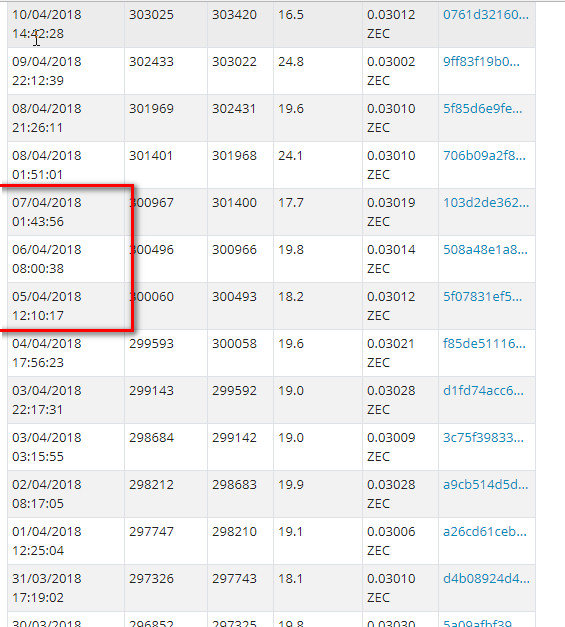 10/04/2018 303025 303420 16.5 0.03012 0761d32160...
14:42:28 ZEC
09/04/2018 302433 303022 24.8 0.03002 9ff83f19b0...
22:12:39 ZEC
08/04/2018 301969 302431 19.6 0.03010 5f85d6e9fe...
21:26:11 ZEC
08/04/2018 301401 301968 24.1 0.03010 706b09a2f8...
01:51:01 ZEC
07/04/2018 300967 301400 17.7 0.03019 103d2de362...
01:43:56 ZEC
06/04/2018 300496 300966 19.8 0.03014 508a48e1a8...
08:00:38 ZEC
05/04/2018 300060 300493 18.2 0.03012 5f07831ef5...
12:10:17 ZEC
04/04/2018 299593 300058 19.6 0.03021 f85de51116...
17:56:23 ZEC
03/04/2018 299143 299592 19.0 0.03028 d1fd74acc6...
22:17:31 ZEC
03/04/2018 298684 299142 19.0 0.03009 3c75f39833...
03:15:55 ZEC
02/04/2018 298212 298683 19.9 0.03028 a9cb514d5d...
08:17:05 ZEC
01/04/2018 297747 298210 19.1 0.03006 a26cd61ceb...
12:25:04 ZEC
31/03/2018 297326 297743 18.1 0.03010 d4b08924d4...
17:19:02 ZEC
30/03/2018 296852 297325 19.8 0.03030 5a09afbf39...